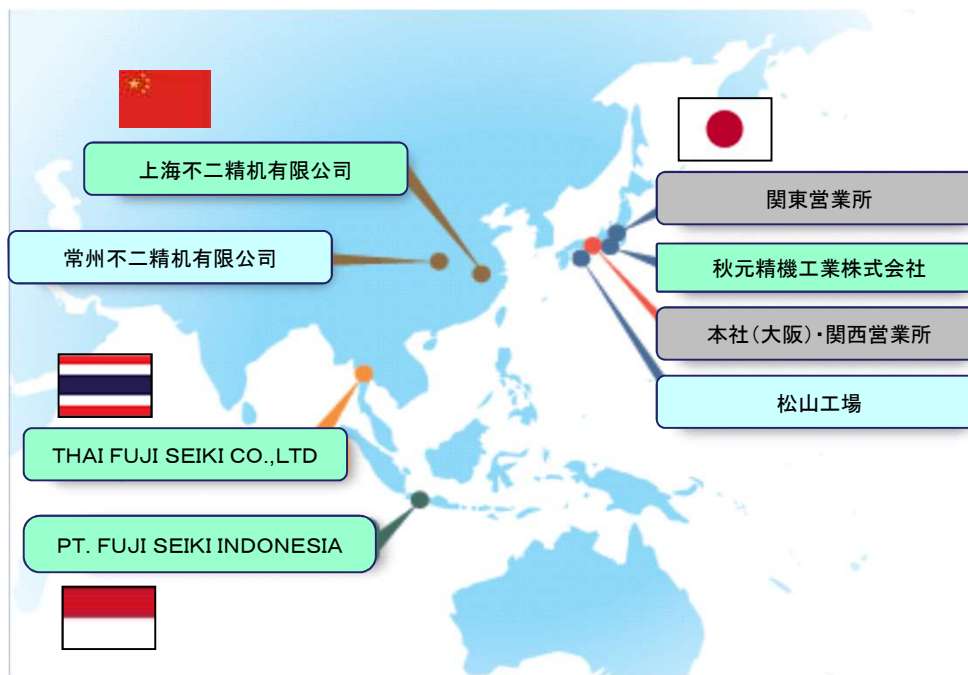 上海不二精机有限公司
常州不二精机有限公司
THAI FUJI SEIKI CO.,LTD
PT. FUJI SEIKI INDONESIA
関東営業所
秋元精機工業株式会社
本社(大阪)・関西営業所
松山工場